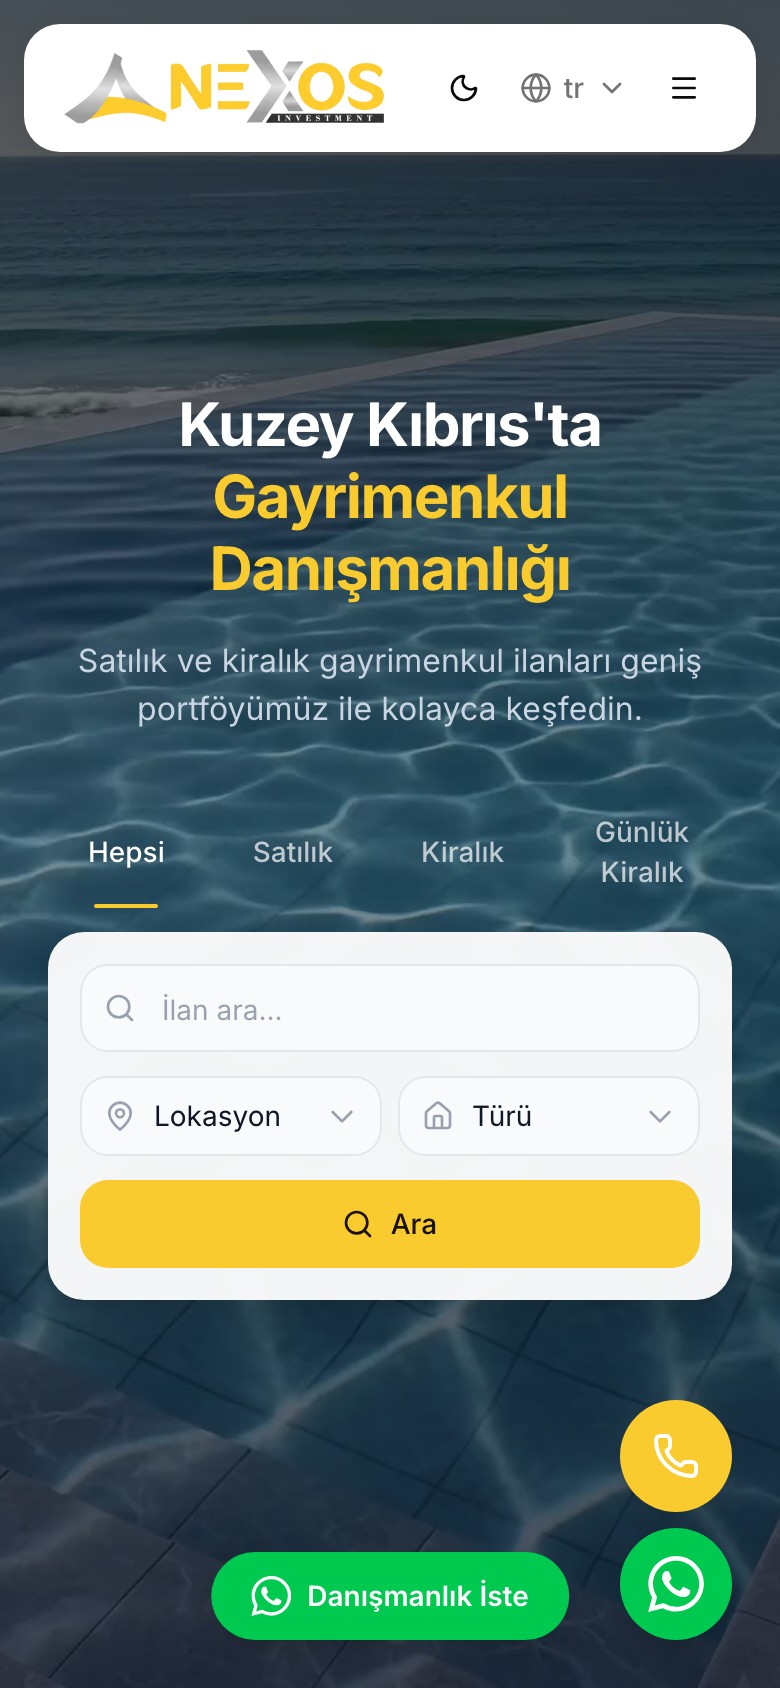 ANEXOS
INVESTMENT
tr
Kuzey Kıbrıs'ta
Gayrimenkul
Danışmanlığı
Satılık ve kiralık gayrimenkul ilanları geniş
portföyümüz ile kolayca keşfedin.
Hepsi
Satılık
Kiralık
Günlük
Kiralık
İlan ara...
Lokasyon
Türü
Ara
Danışmanlık İste